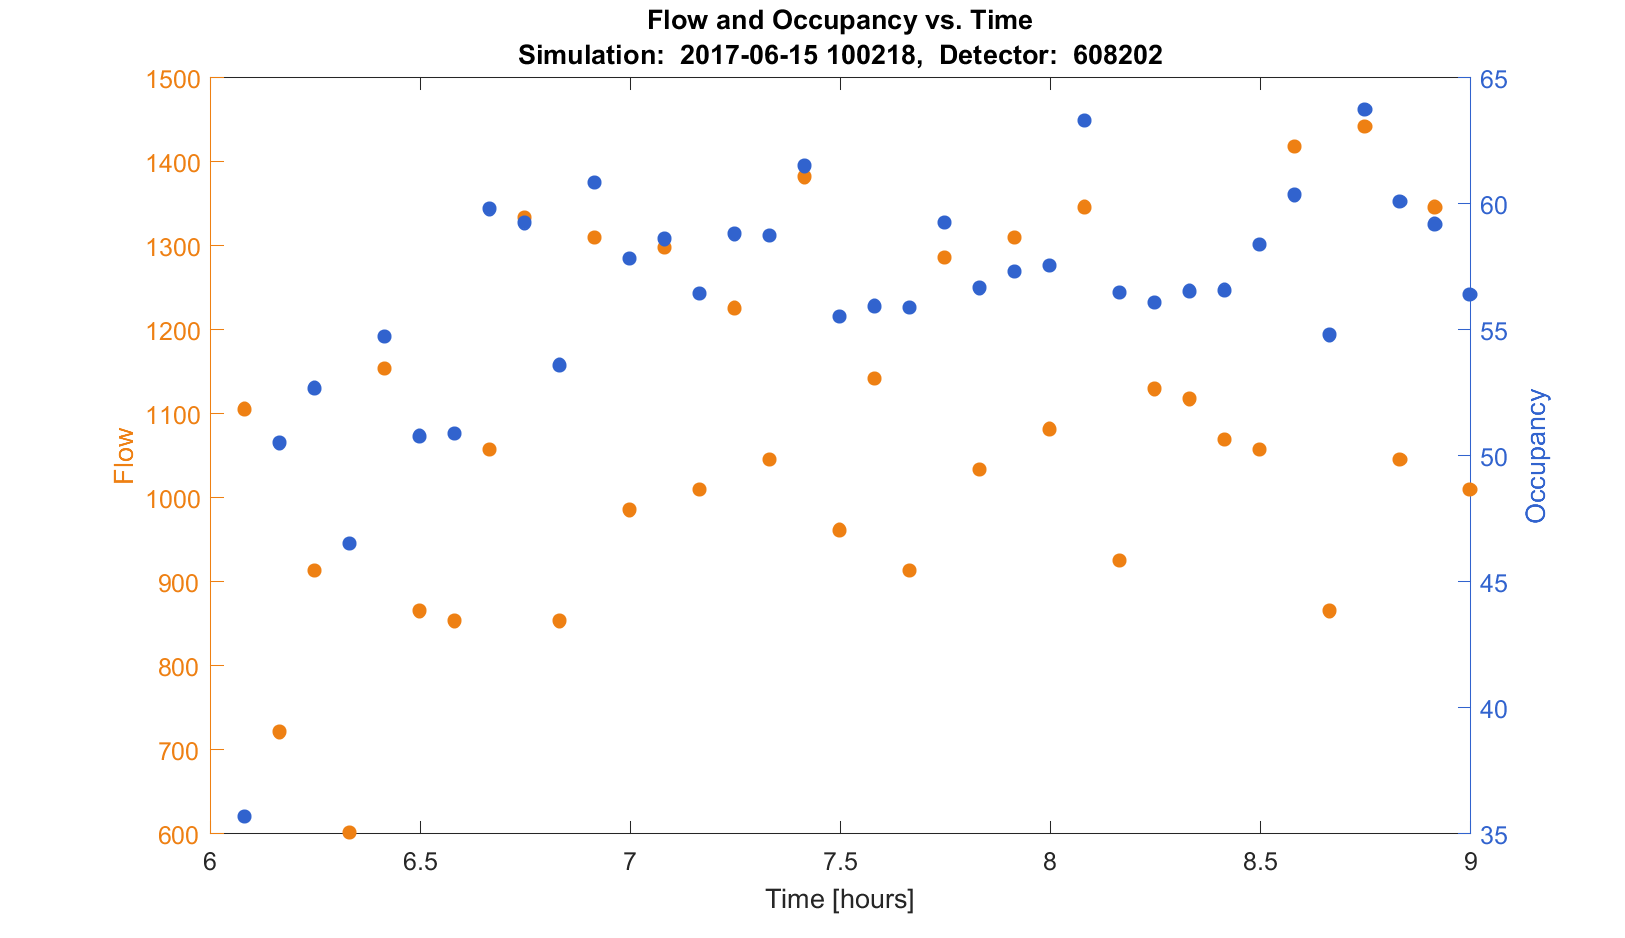 Flow and Occupancy vs. Time
Simulation:  2017-06-15 100218,  Detector:  608202
1500
1400
1300
1200
1100
1000
900
800
700
600
Flow
65
60
55
50
45
40
35
Occupancy
6 6.5 7 7.5 8 8.5 9
Time [hours]